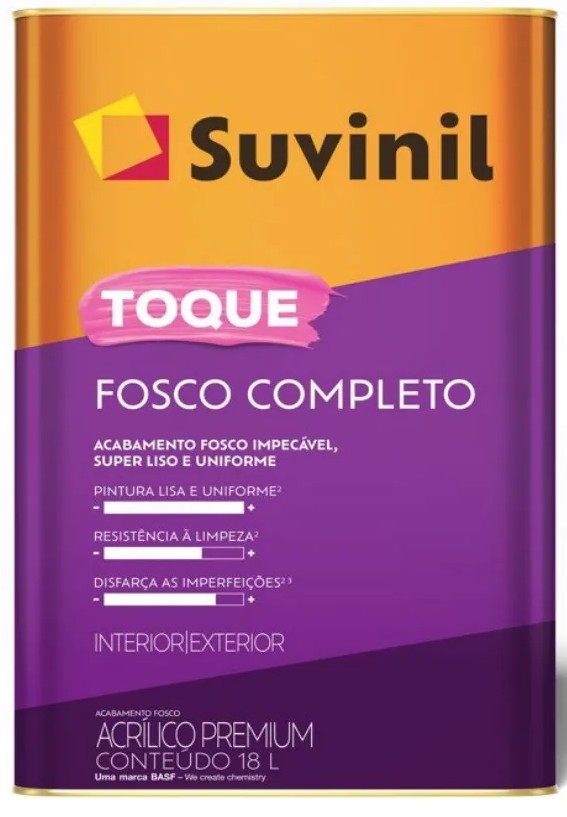 Suvinil
TOQUE
FOSCO COMPLETO
ACABAMENTO FOSCO IMPECÁVEL,
SUPER LISO E UNIFORME
PINTURA LISA E UNIFORME²
- +
RESISTÊNCIA À LIMPEZA²
- +
DISFARÇA AS IMPERFEIÇÕES² ³
- +
INTERIOR|EXTERIOR
ACABAMENTO FOSCO
ACRÍLICO PREMIUM
CONTEÚDO 18 L
Uma marca BASF – We create chemistry